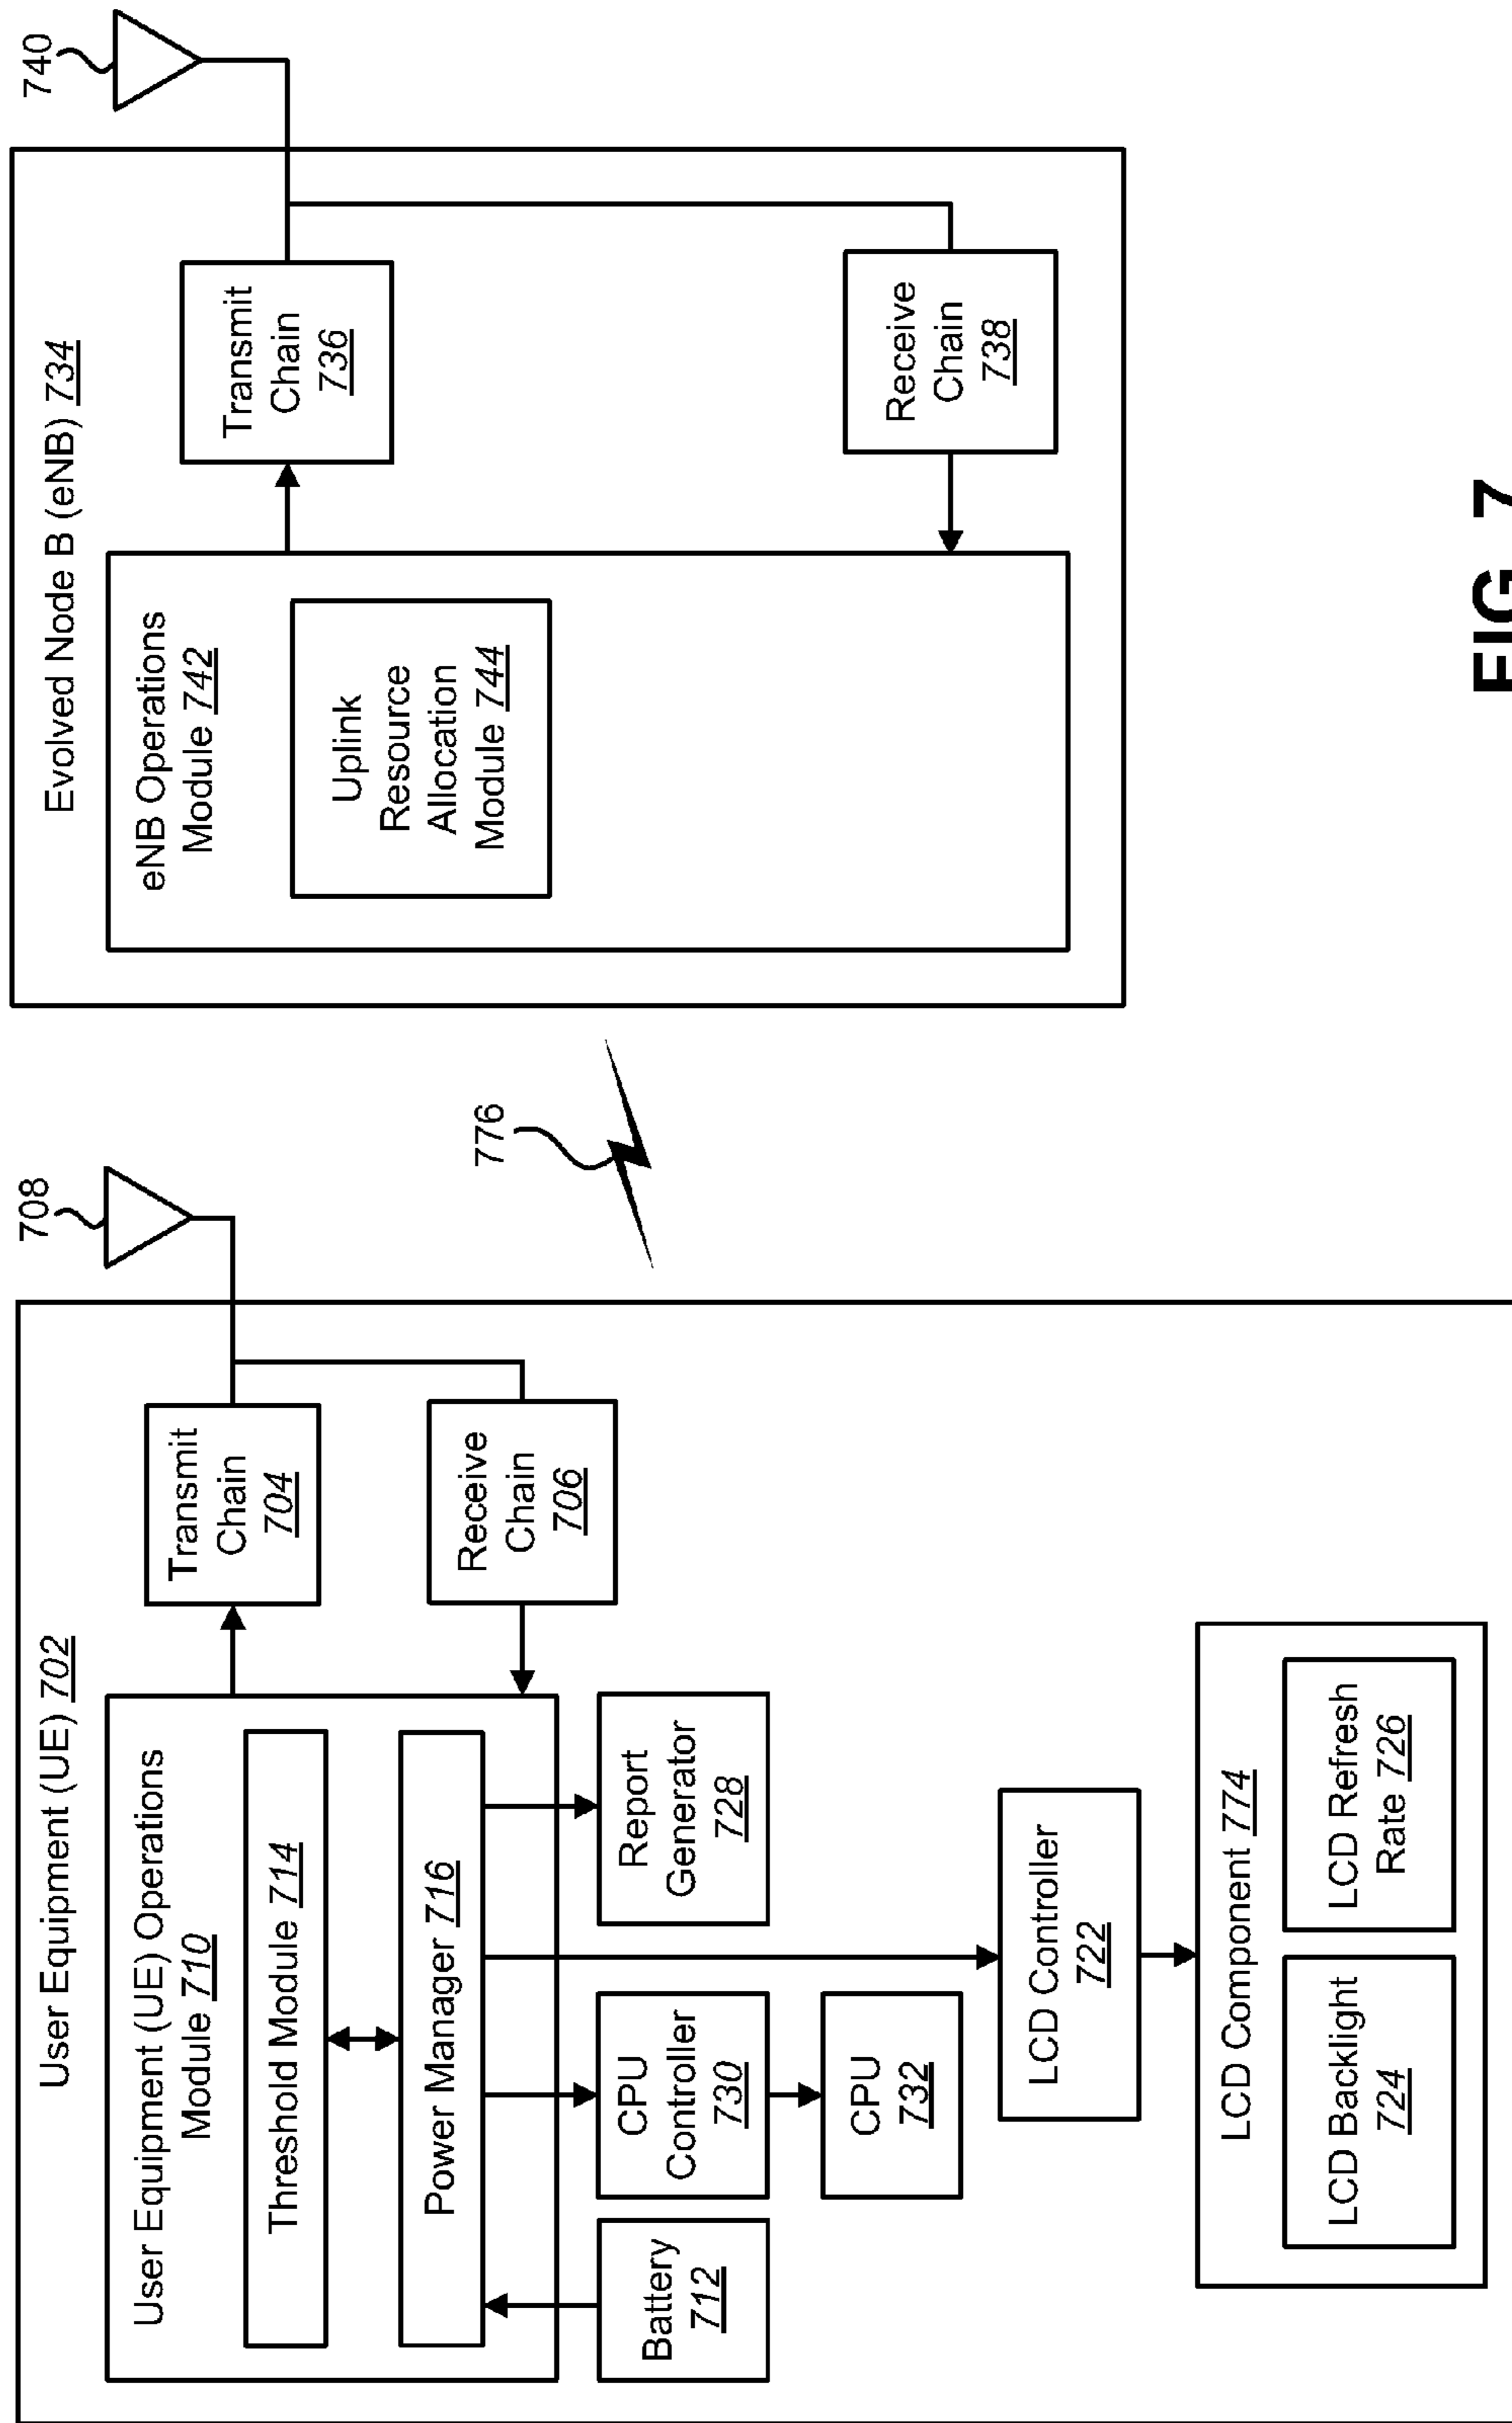 User Equipment (UE) 702
User Equipment (UE) Operations
Module 710
Threshold Module 714
Power Manager 716
Battery
712
CPU
Controller
730
CPU
732
Report
Generator
728
LCD Controller
722
LCD Component 774
LCD Backlight
724
LCD Refresh
Rate 726
Transmit
Chain
704
Receive
Chain
706
708
776
Evolved Node B (eNB) 734
eNB Operations
Module 742
Uplink
Resource
Allocation
Module 744
Transmit
Chain
736
Receive
Chain
738
740
FIG. 7